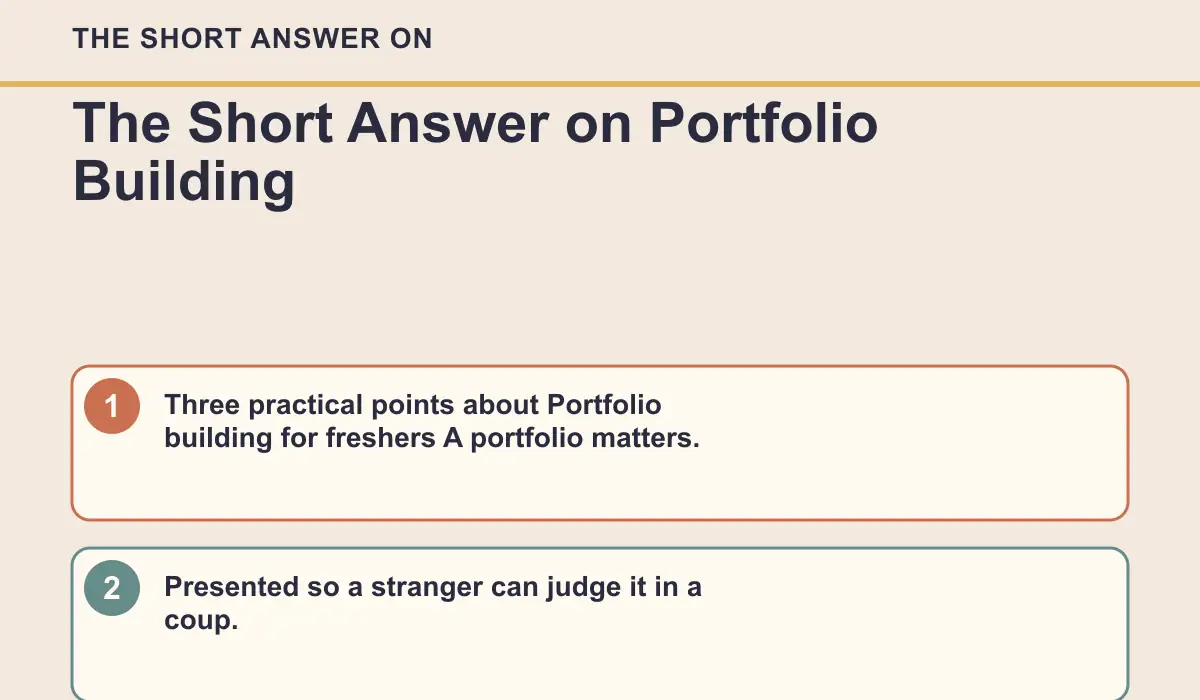 THE SHORT ANSWER ON
The Short Answer on Portfolio
Building
1
Three practical points about Portfolio
building for freshers A portfolio matters.
2
Presented so a stranger can judge it in a
coup.